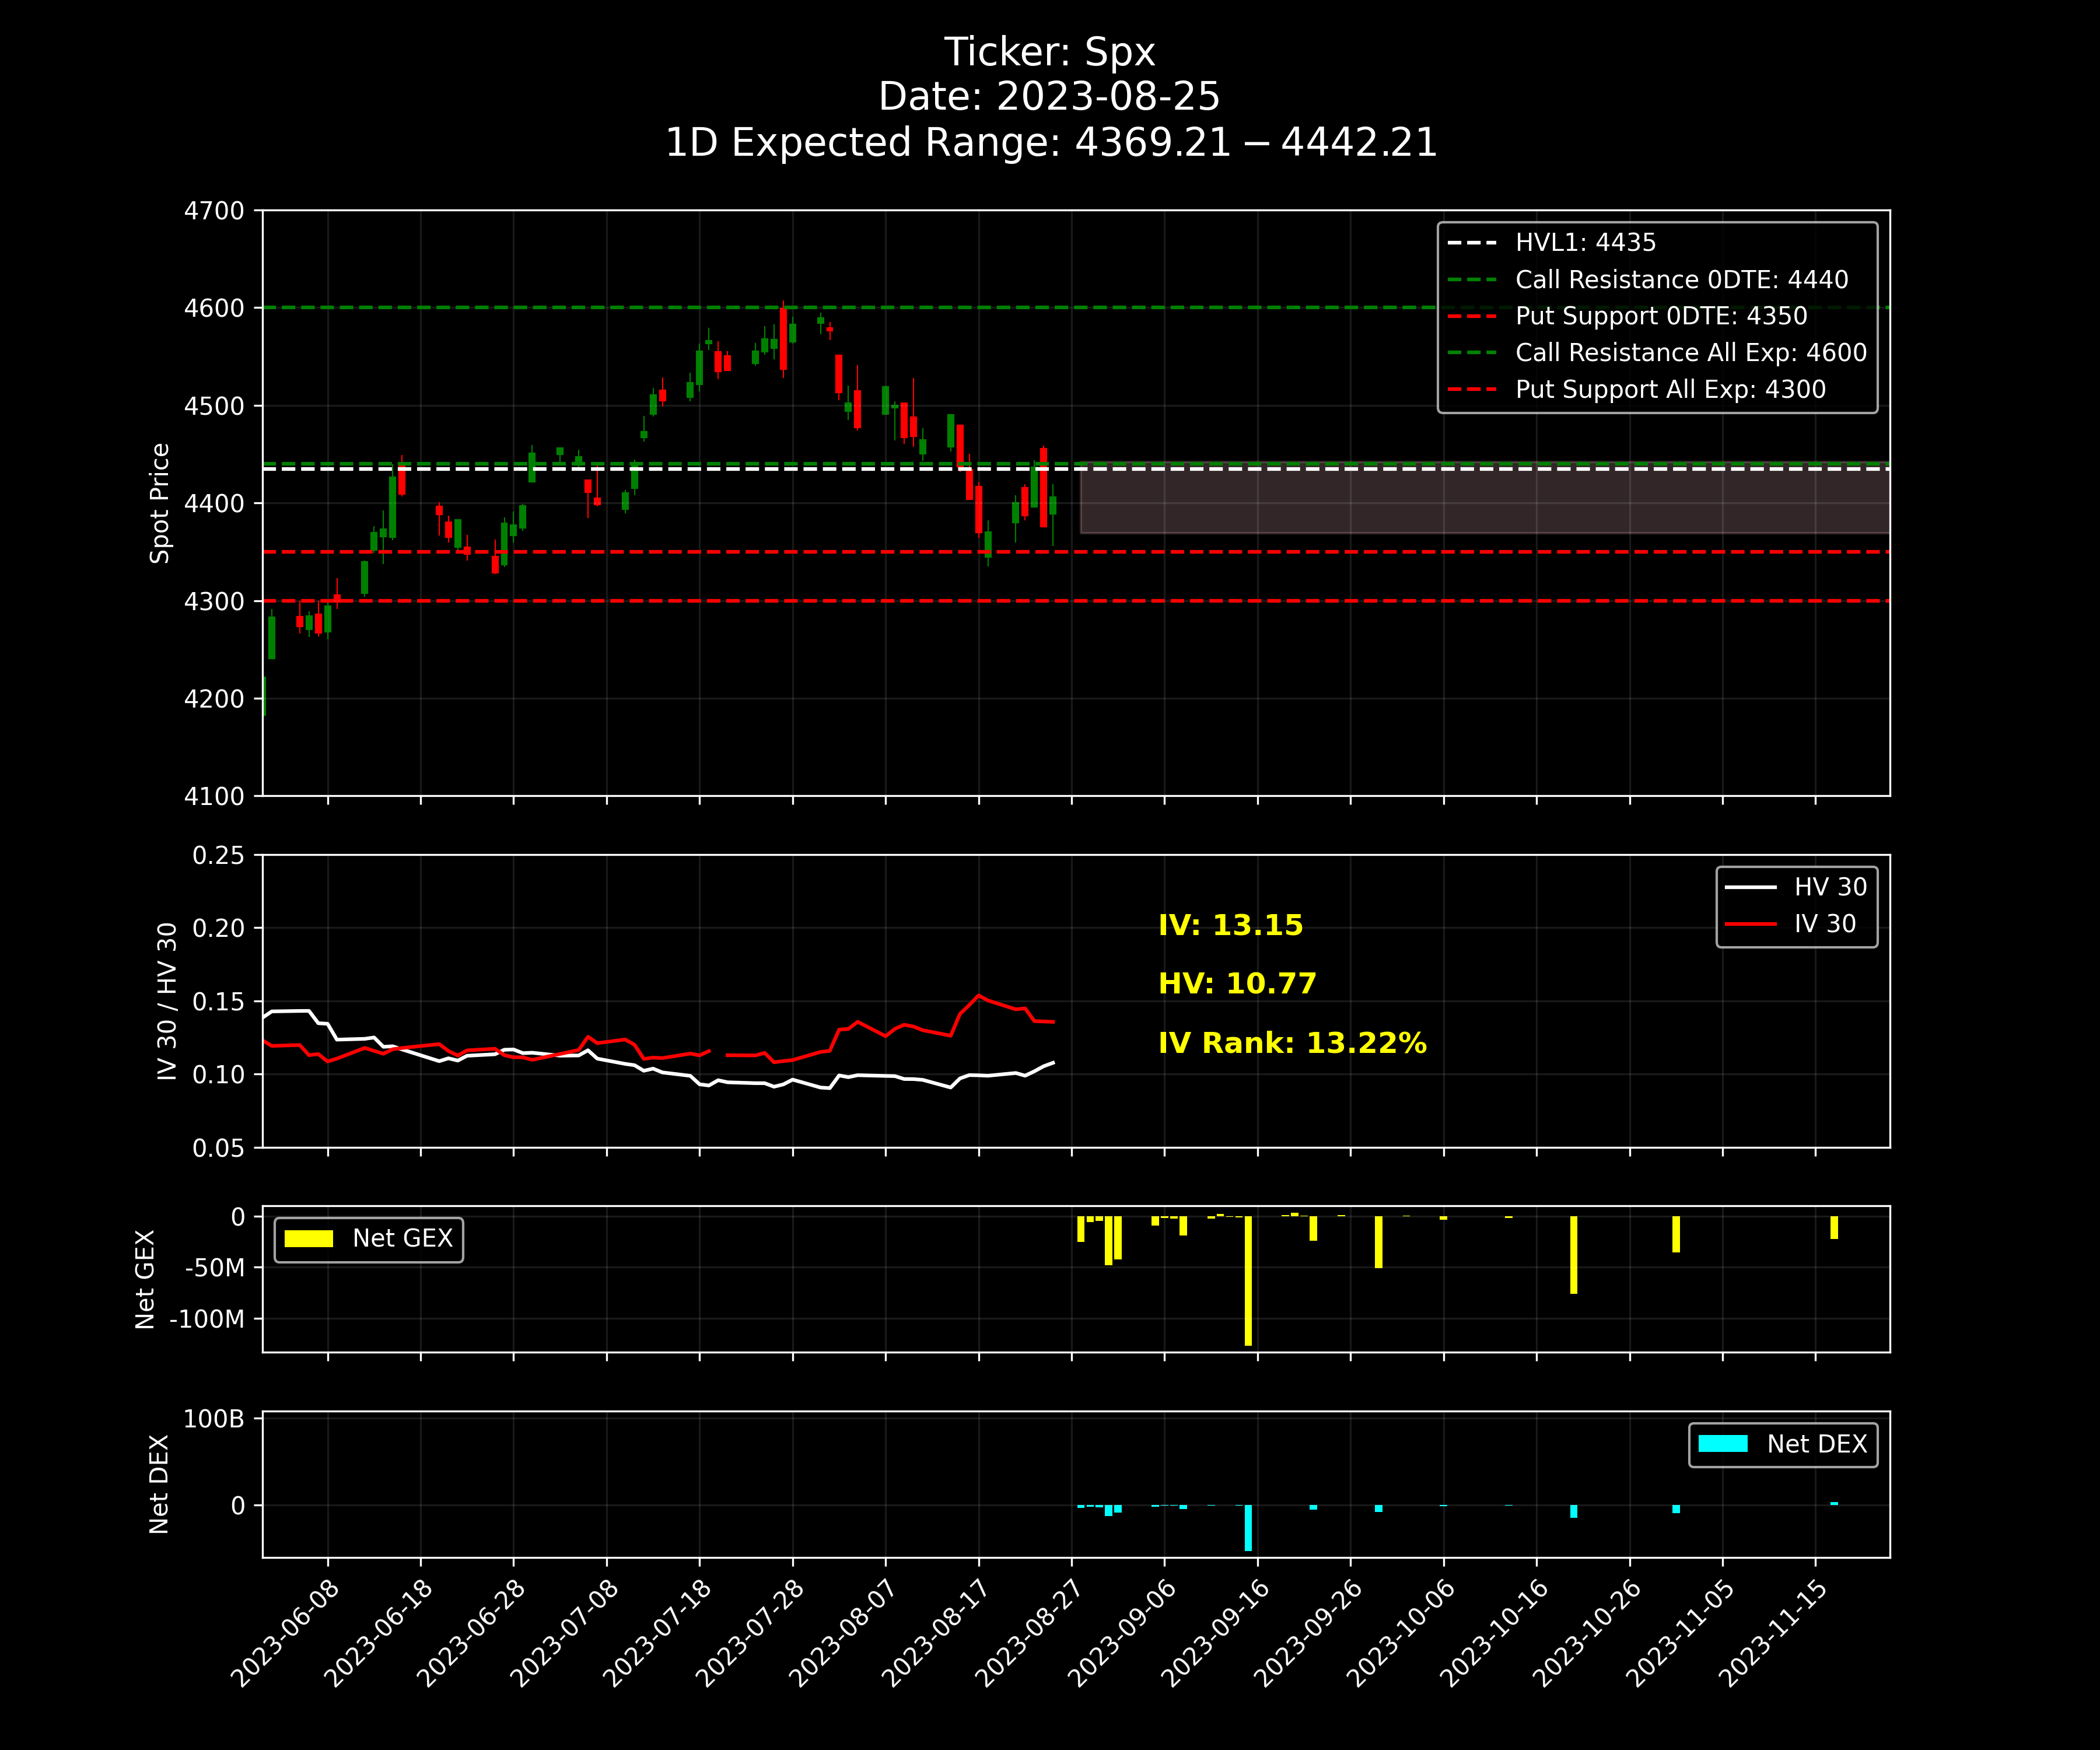 Ticker: Spx
Date: 2023-08-25
1D Expected Range: 4369.21 − 4442.21
4700
4600
4500
4400
4300
4200
4100
Spot Price
HVL1: 4435
Call Resistance 0DTE: 4440
Put Support 0DTE: 4350
Call Resistance All Exp: 4600
Put Support All Exp: 4300
0.25
0.20
0.15
0.10
0.05
IV 30 / HV 30
IV: 13.15
HV: 10.77
IV Rank: 13.22%
HV 30
IV 30
0
-50M
-100M
Net GEX
Net GEX
100B
0
Net DEX
Net DEX
2023-06-08
2023-06-18
2023-06-28
2023-07-08
2023-07-18
2023-07-28
2023-08-07
2023-08-17
2023-08-27
2023-09-06
2023-09-16
2023-09-26
2023-10-06
2023-10-16
2023-10-26
2023-11-05
2023-11-15